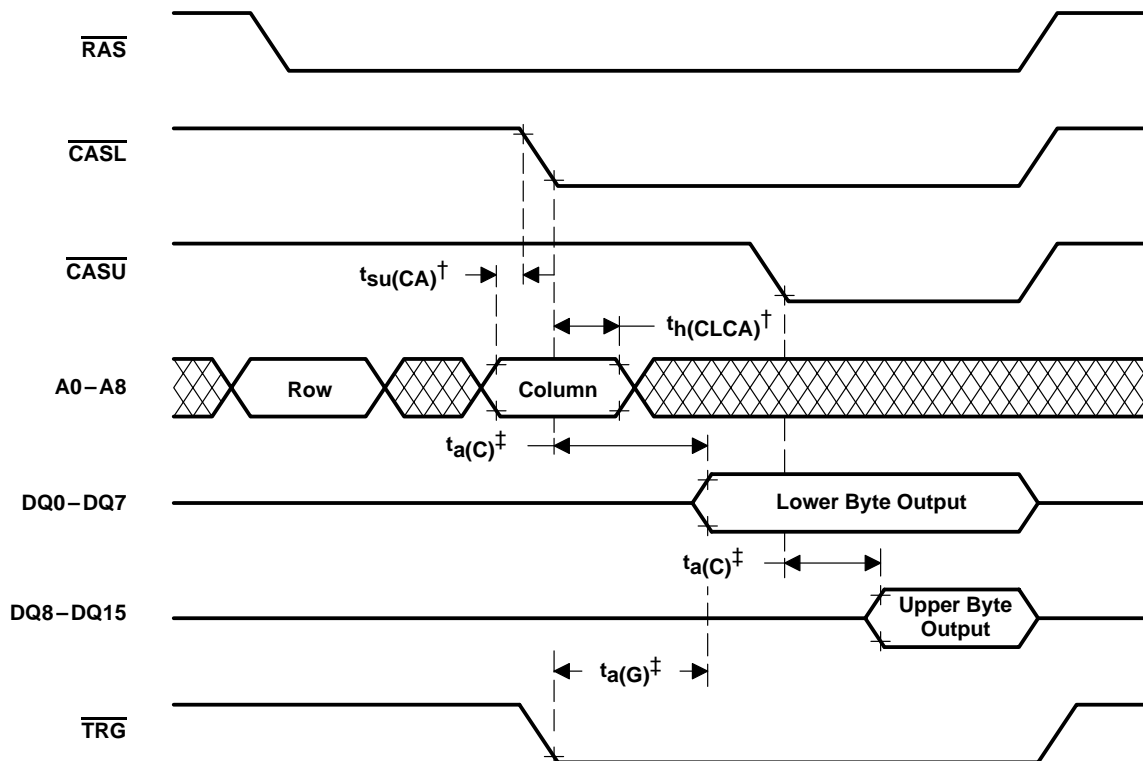 RAS
CASL
CASU
tsu(CA)†
th(CLCA)†
A0–A8
Row
Column
ta(C)‡
DQ0–DQ7
Lower Byte Output
ta(C)‡
DQ8–DQ15
Upper Byte
Output
ta(G)‡
TRG